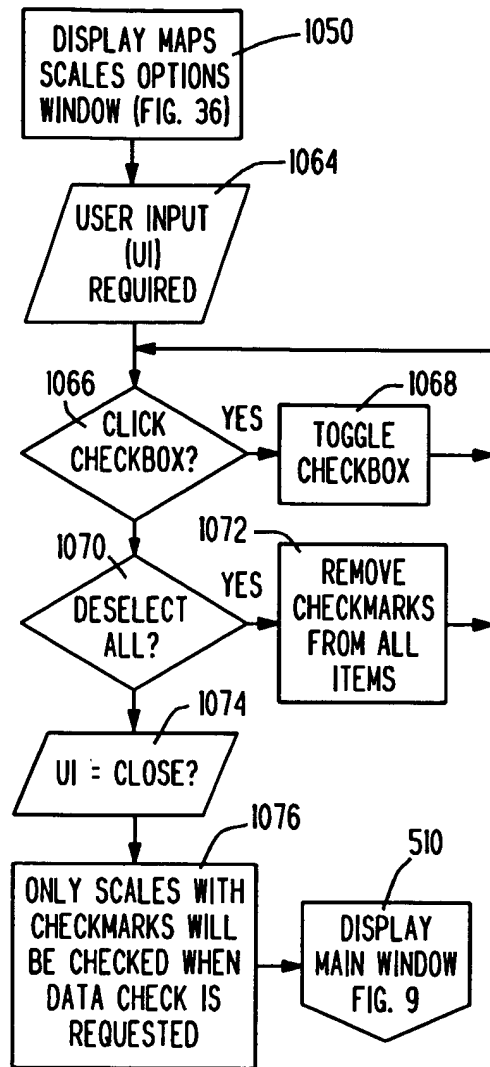 1050
DISPLAY MAPS
SCALES OPTIONS
WINDOW (FIG. 36)
1064
USER INPUT
(UI)
REQUIRED
1066
CLICK
CHECKBOX?
YES
1068
TOGGLE
CHECKBOX
1070
DESELECT
ALL?
YES
1072
REMOVE
CHECKMARKS
FROM ALL
ITEMS
1074
UI = CLOSE?
1076
ONLY SCALES WITH
CHECKMARKS WILL
BE CHECKED WHEN
DATA CHECK IS
REQUESTED
510
DISPLAY
MAIN WINDOW
FIG. 9